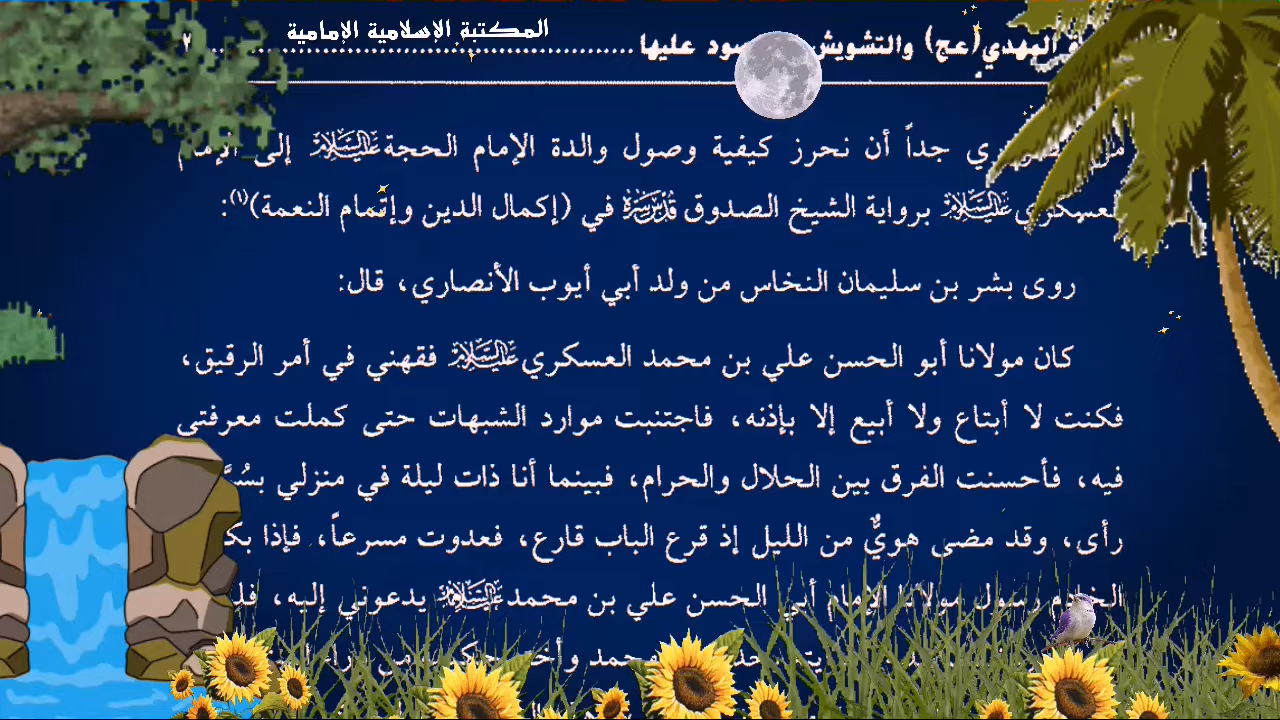 المكتبة الإسلامية الإمامية
المهدي(عج) والتشويش عليها ٧
جداً أن نحرز كيفية وصول والدة الإمام الحجة عليه السلام إلى
العسكري عليه السلام برواية الشيخ الصدوق قدس سره في (إكمال الدين وإتمام النعمة)(١):
روى بشر بن سليمان النخاس من ولد أبي أيوب الأنصاري، قال:
كان مولانا أبو الحسن علي بن محمد العسكري عليه السلام فقهني في أمر الرقيق،
فكنت لا أبتاع ولا أبيع إلا بإذنه، فاجتنبت موارد الشبهات حتى كملت معرفتي
فيه، فأحسنت الفرق بين الحلال والحرام، فبينما أنا ذات ليلة في منزلي
رأى، وقد مضى هويٌّ من الليل إذ قرع الباب قارع، فعدوت مسرعاً، فإذا
رسول مولانا الإمام أبي الحسن علي بن محمد عليه السلام يدعوني إليه،
محمد